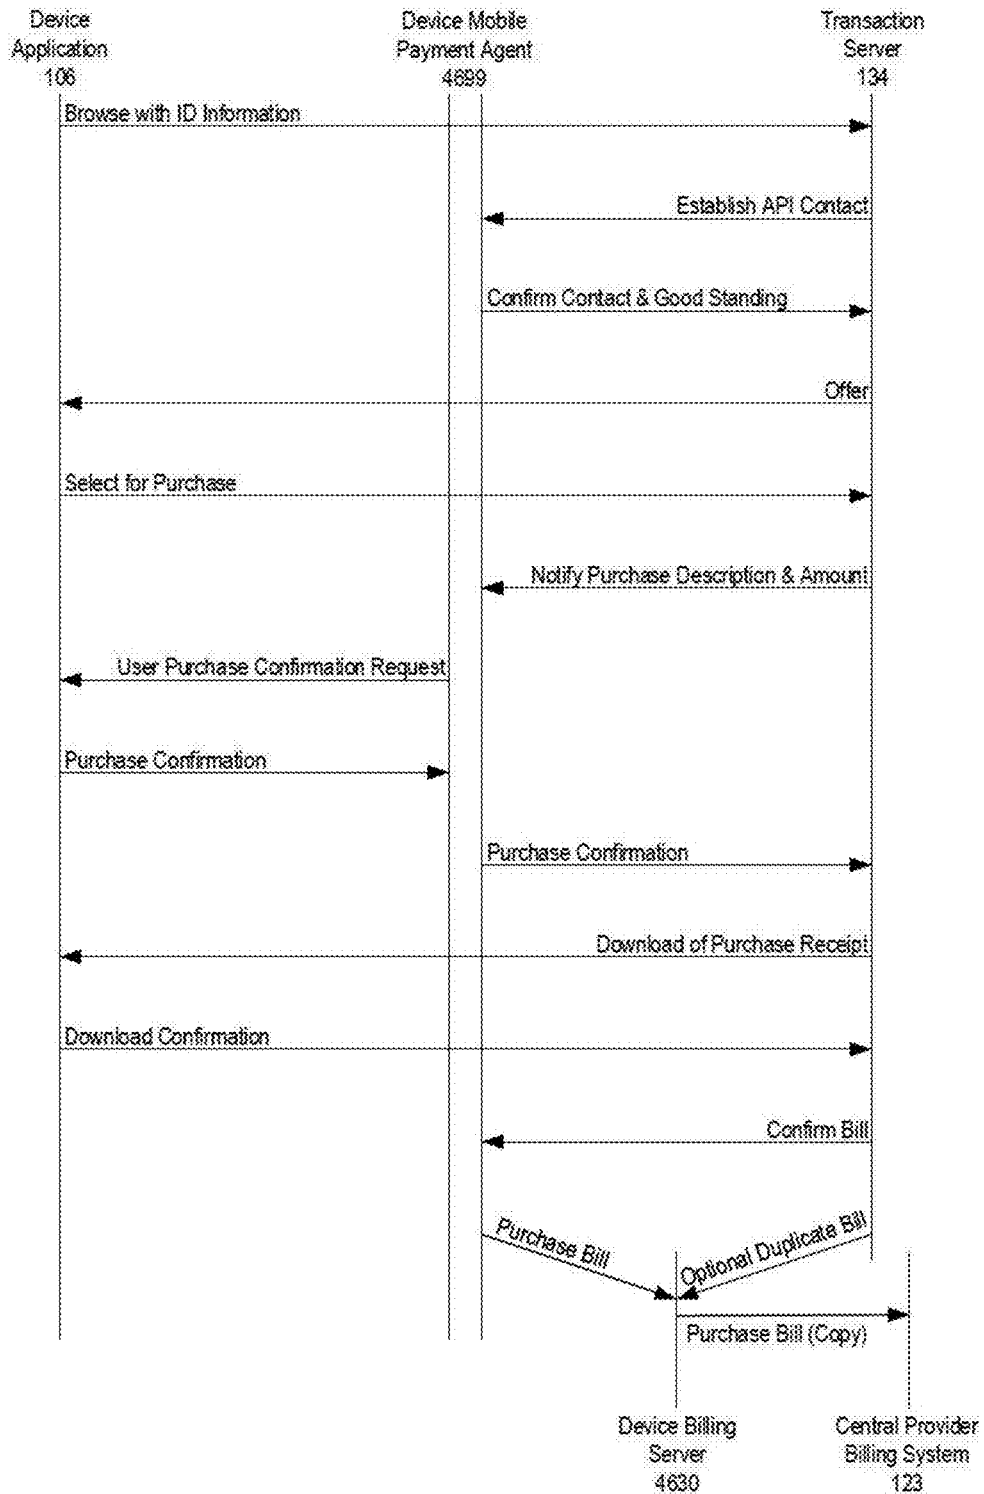 Device
Application
106
Device Mobile
Payment Agent
4699
Transaction
Server
134
Browse with ID Information
Establish API Contact
Confirm Contact & Good Standing
Offer
Select for Purchase
Notify Purchase Description & Amount
User Purchase Confirmation Request
Purchase Confirmation
Purchase Confirmation
Download of Purchase Receipt
Download Confirmation
Confirm Bill
Purchase Bill
Optional Duplicate Bill
Purchase Bill (Copy)
Device Billing
Server
4630
Central Provider
Billing System
123